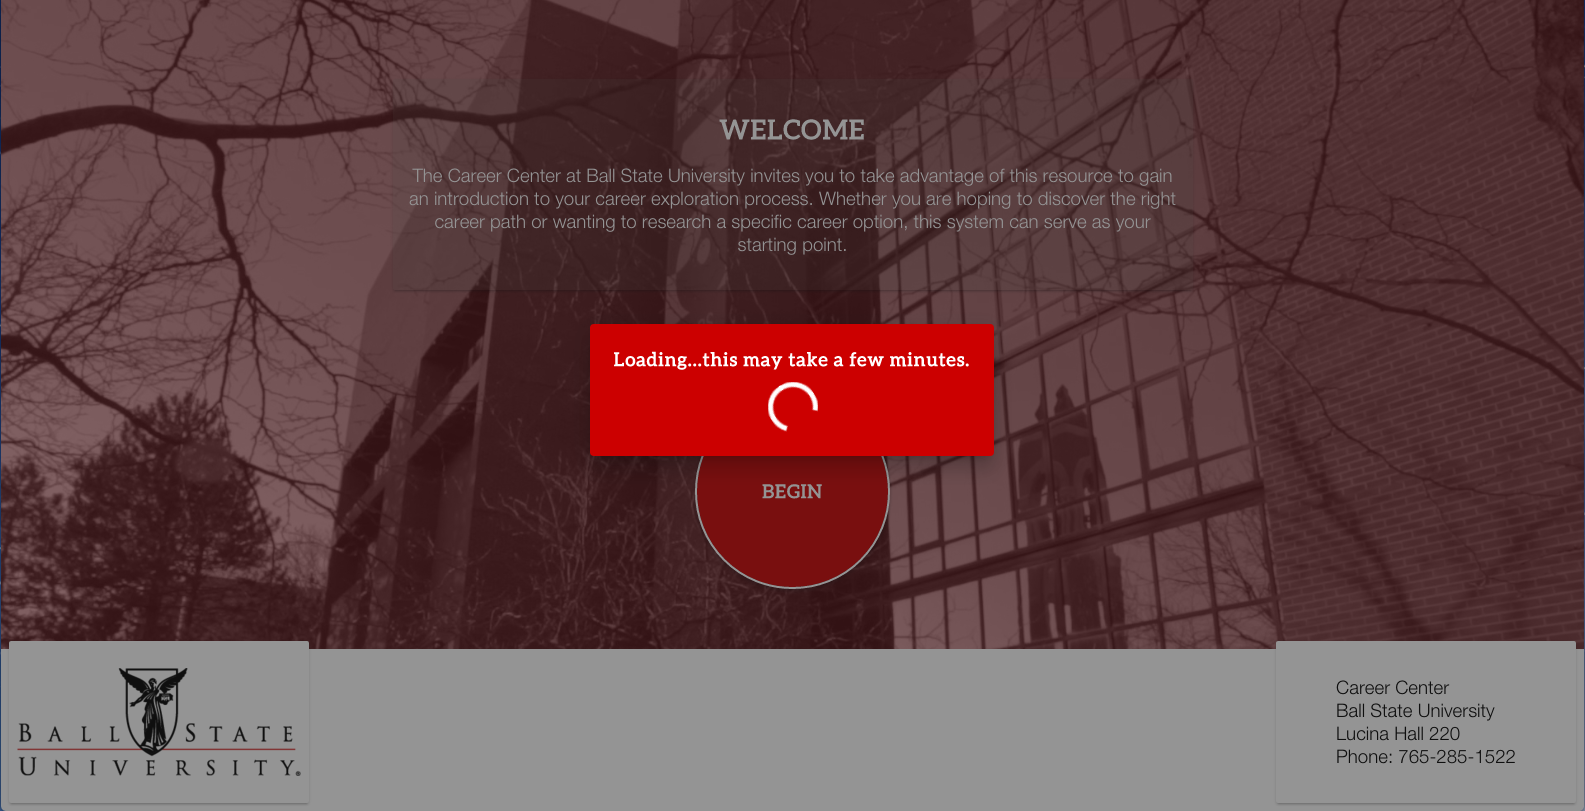 WELCOME
The Career Center at Ball State University invites you to take advantage of this resource to gain
an introduction to your career exploration process. Whether you are hoping to discover the right
career path or wanting to research a specific career option, this system can serve as your
starting point.
Loading...this may take a few minutes.
BEGIN
BALL STATE
UNIVERSITY.
Career Center
Ball State University
Lucina Hall 220
Phone: 765-285-1522